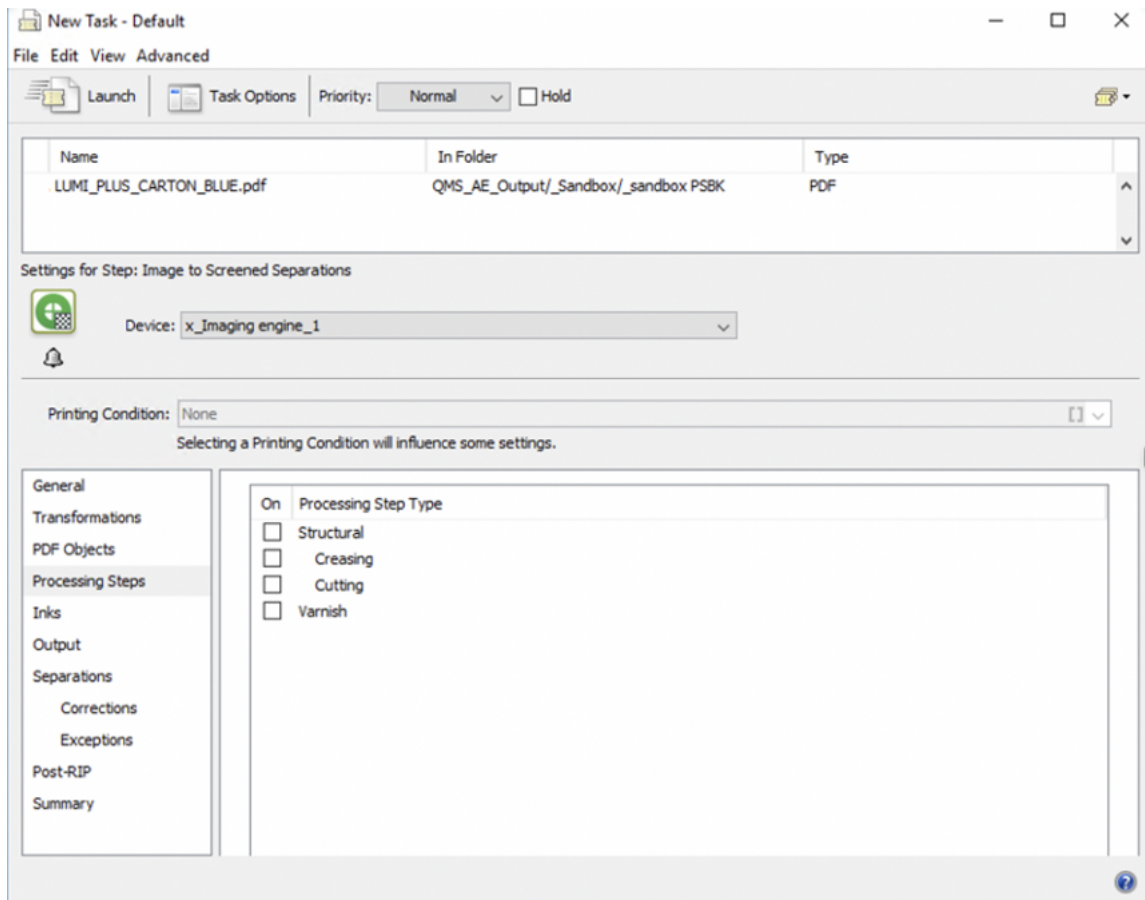 New Task - Default
File Edit View Advanced
Launch Task Options Priority: Normal Hold
Name In Folder Type
LUMI_PLUS_CARTON_BLUE.pdf QMS_AE_Output/_Sandbox/_sandbox PSBK PDF
Settings for Step: Image to Screened Separations
Device: x_Imaging engine_1
Printing Condition: None [ ]
Selecting a Printing Condition will influence some settings.
General
Transformations
PDF Objects
Processing Steps
Inks
Output
Separations
Corrections
Exceptions
Post-RIP
Summary
On Processing Step Type
Structural
Creasing
Cutting
Varnish
?